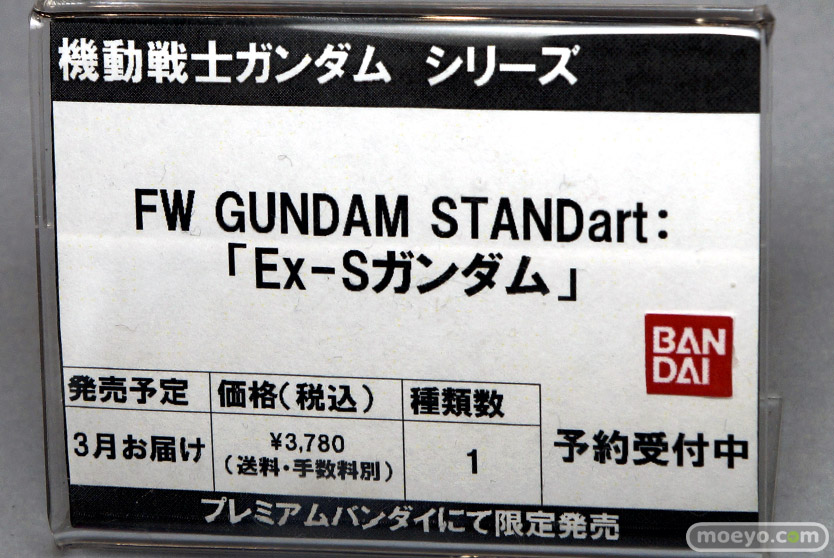 機動戦士ガンダム シリーズ
FW GUNDAM STANDart:
「Ex-Sガンダム」
BAN
DAI
発売予定 価格(税込) 種類数
3月お届け ¥3,780 1 予約受付中
(送料・手数料別)
プレミアムバンダイにて限定発売
moeyo.com